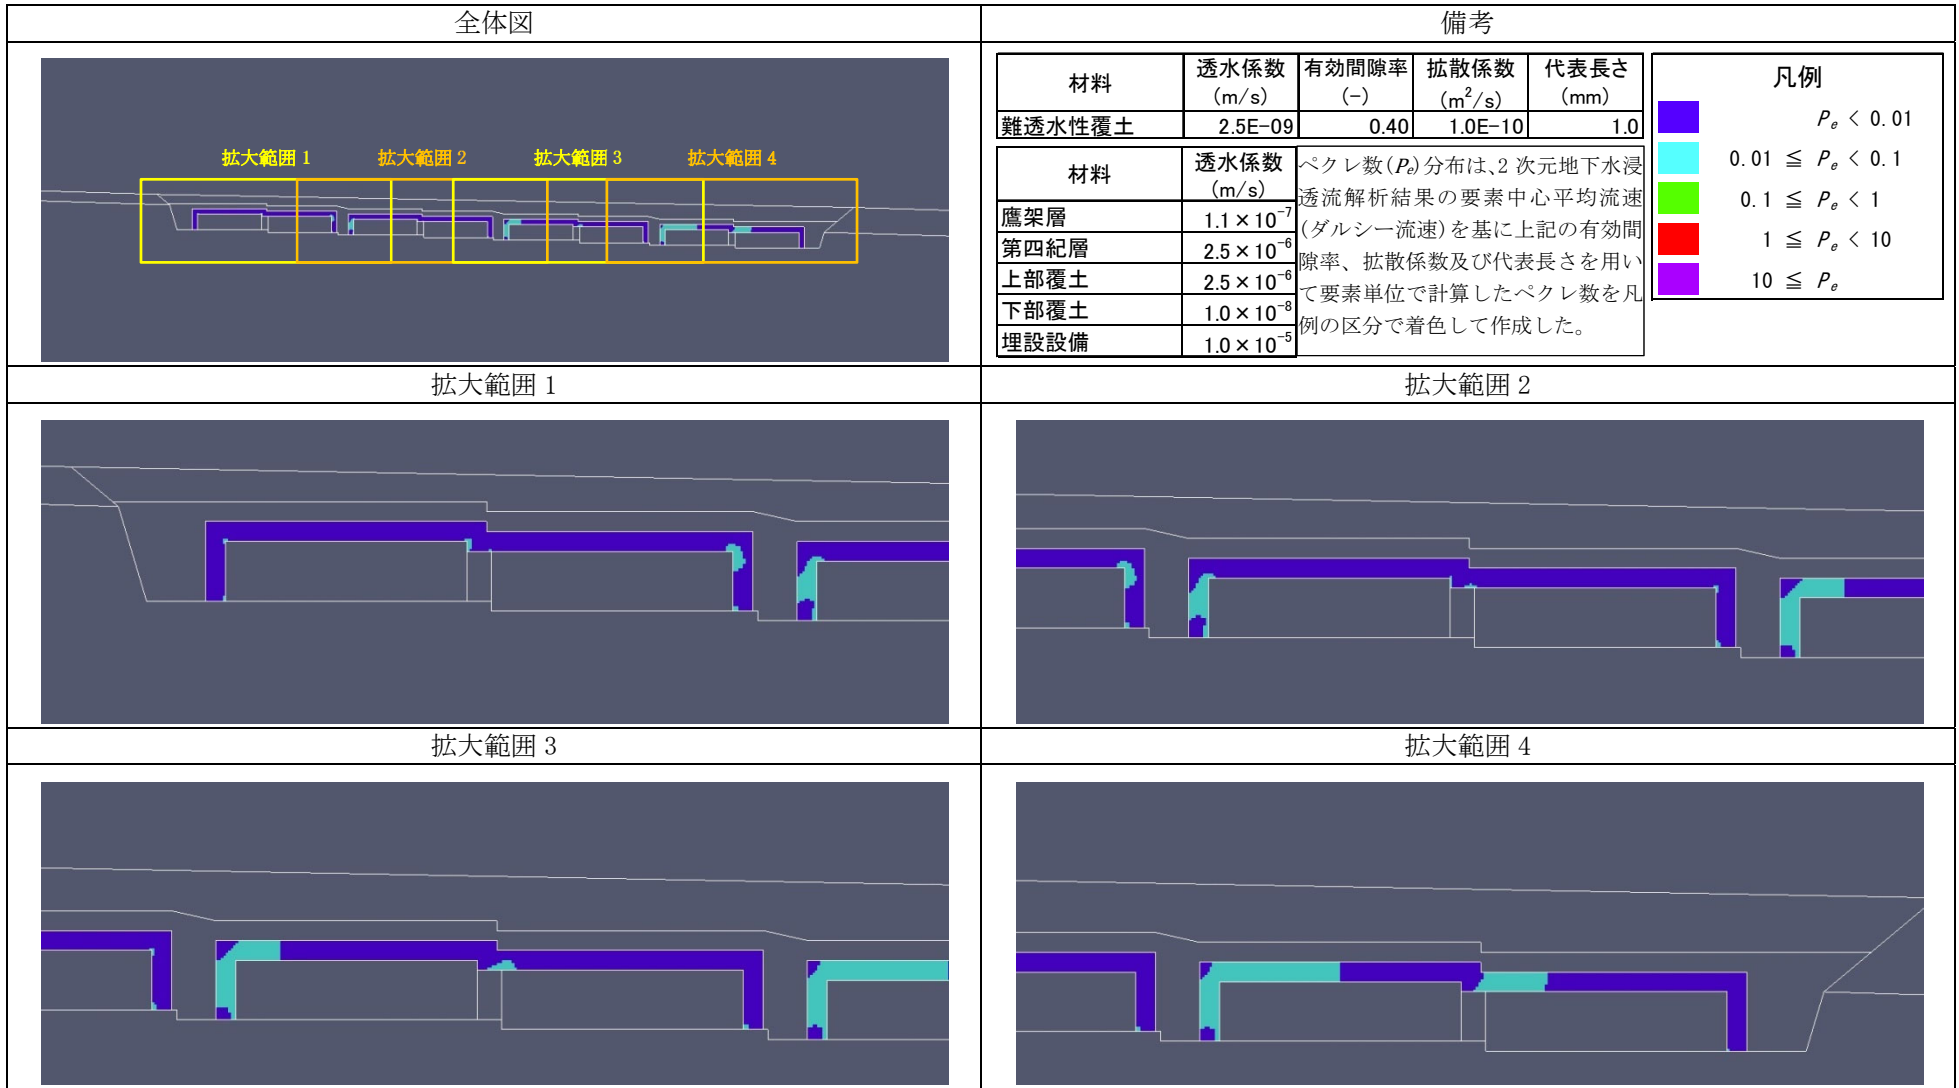 全体図
備考
拡大範囲 1
拡大範囲 2
拡大範囲 3
拡大範囲 4
材料 透水係数 (m/s) 有効間隙率 (-) 拡散係数 (m²/s) 代表長さ (mm)
難透水性覆土 2.5E-09 0.40 1.0E-10 1.0
材料 透水係数 (m/s)
鷹架層 1.1×10⁻⁷
第四紀層 2.5×10⁻⁶
上部覆土 2.5×10⁻⁶
下部覆土 1.0×10⁻⁸
埋設設備 1.0×10⁻⁵
ペクレ数(Pe)分布は、2 次元地下水浸
透流解析結果の要素中心平均流速
(ダルシー流速)を基に上記の有効間
隙率、拡散係数及び代表長さを用い
て要素単位で計算したペクレ数を凡
例の区分で着色して作成した。
凡例
Pe < 0.01
0.01 ≦ Pe < 0.1
0.1 ≦ Pe < 1
1 ≦ Pe < 10
10 ≦ Pe
拡大範囲 1
拡大範囲 2
拡大範囲 3
拡大範囲 4